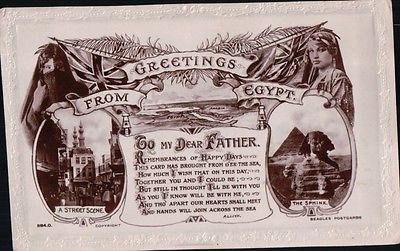 GREETINGS
FROM EGYPT.
TO MY DEAR FATHER.
REMEMBRANCES OF HAPPY DAYS
THIS CARD HAS BROUGHT FROM O'ER THE SEA,
HOW MUCH I WISH THAT ON THIS DAY,
TOGETHER YOU AND I COULD BE;
BUT STILL IN THOUGHT I'LL BE WITH YOU
AS YOU I KNOW WILL BE WITH ME,
AND THO APART OUR HEARTS SHALL MEET
AND HANDS WILL JOIN ACROSS THE SEA
A STREET SCENE.
THE SPHINX.
COPYRIGHT
BEAGLES POSTCARDS